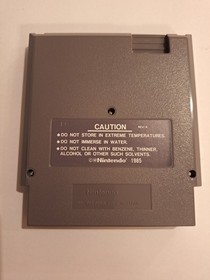 CAUTION
• DO NOT STORE IN EXTREME TEMPERATURES.
• DO NOT IMMERSE IN WATER.
• DO NOT CLEAN WITH BENZENE, THINNER,
ALCOHOL OR OTHER SUCH SOLVENTS.
©®Nintendo 1985